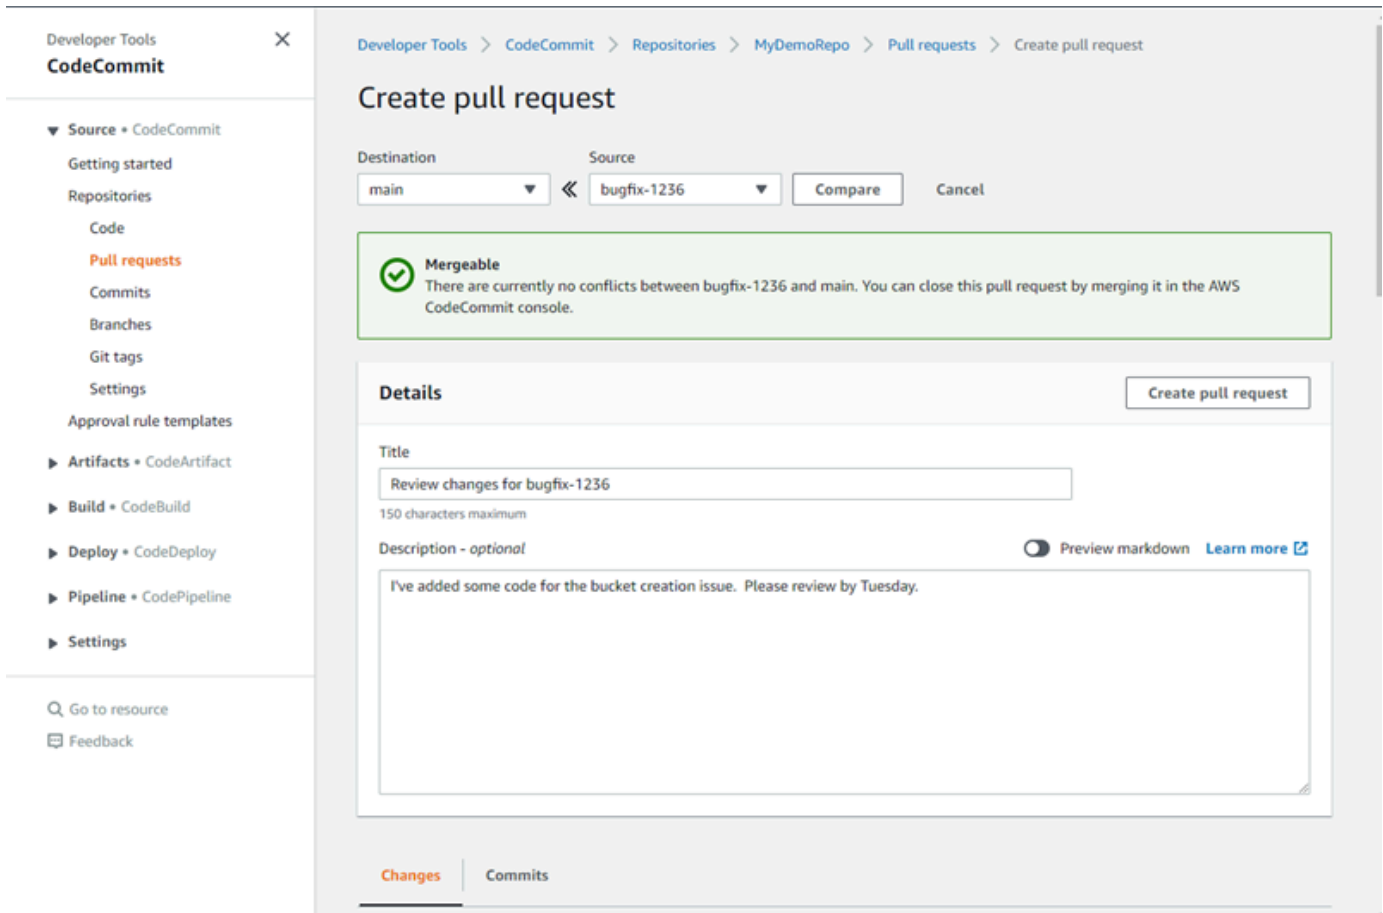 Developer Tools
CodeCommit
Source • CodeCommit
Getting started
Repositories
Code
Pull requests
Commits
Branches
Git tags
Settings
Approval rule templates
Artifacts • CodeArtifact
Build • CodeBuild
Deploy • CodeDeploy
Pipeline • CodePipeline
Settings
Go to resource
Feedback
Developer Tools > CodeCommit > Repositories > MyDemoRepo > Pull requests > Create pull request
Create pull request
Destination Source
main « bugfix-1236 Compare Cancel
Mergeable
There are currently no conflicts between bugfix-1236 and main. You can close this pull request by merging it in the AWS
CodeCommit console.
Details Create pull request
Title
Review changes for bugfix-1236
150 characters maximum
Description - optional Preview markdown Learn more
I've added some code for the bucket creation issue.  Please review by Tuesday.
Changes Commits